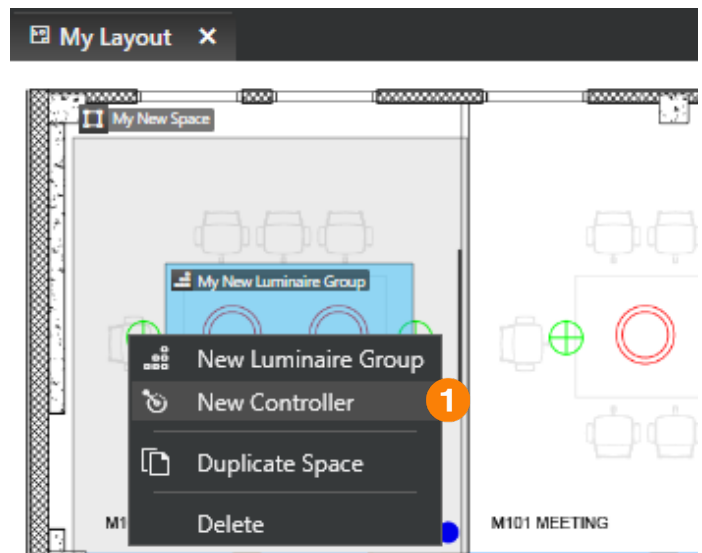 My Layout
My New Space
My New Luminaire Group
New Luminaire Group
New Controller
1
Duplicate Space
Delete
M1
M101 MEETING